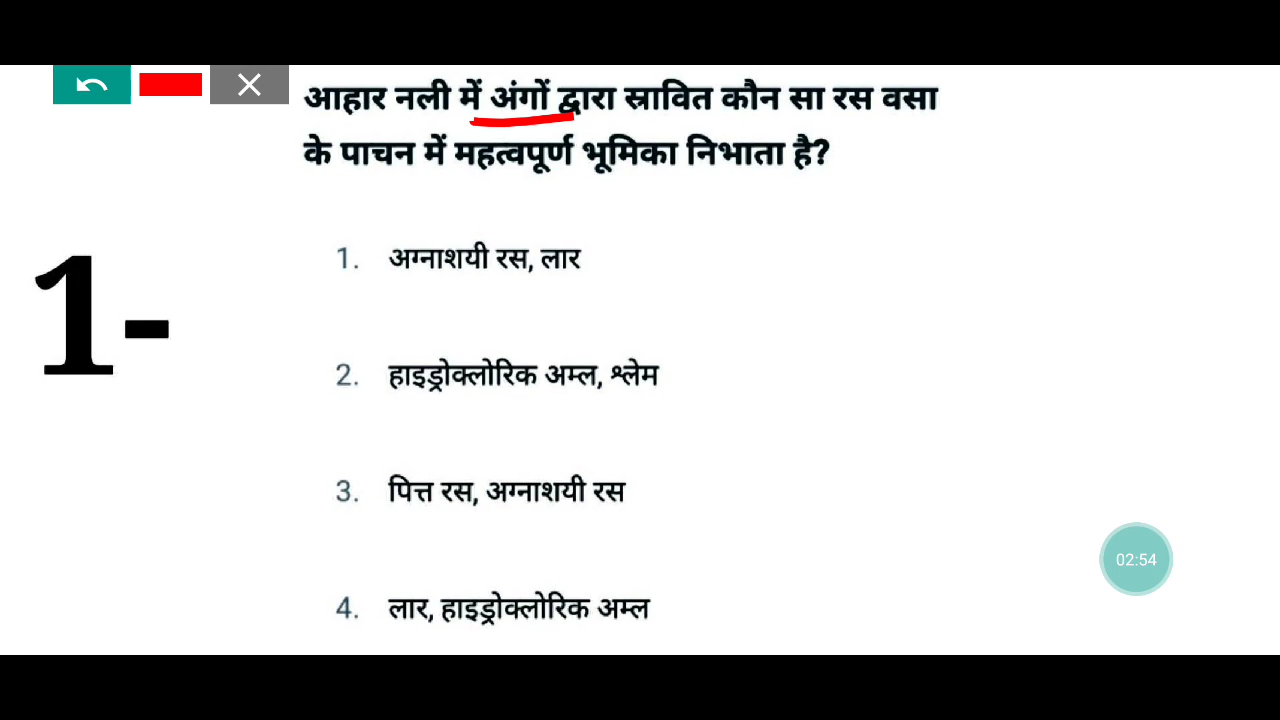 आहार नली में अंगों द्वारा स्रावित कौन सा रस वसा
के पाचन में महत्वपूर्ण भूमिका निभाता है?
1-
1. अग्नाशयी रस, लार
2. हाइड्रोक्लोरिक अम्ल, श्लेम
3. पित्त रस, अग्नाशयी रस
4. लार, हाइड्रोक्लोरिक अम्ल
02:54